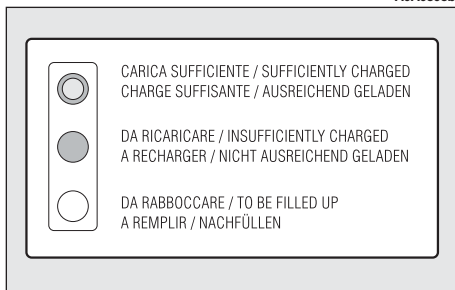 CARICA SUFFICIENTE / SUFFICIENTLY CHARGED
CHARGE SUFFISANTE / AUSREICHEND GELADEN
DA RICARICARE / INSUFFICIENTLY CHARGED
A RECHARGER / NICHT AUSREICHEND GELADEN
DA RABBOCCARE / TO BE FILLED UP
A REMPLIR / NACHFÜLLEN